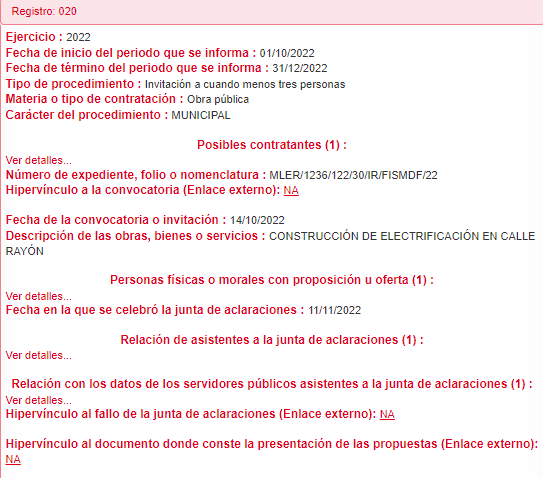 Registro: 020
Ejercicio : 2022
Fecha de inicio del periodo que se informa : 01/10/2022
Fecha de término del periodo que se informa : 31/12/2022
Tipo de procedimiento : Invitación a cuando menos tres personas
Materia o tipo de contratación : Obra pública
Carácter del procedimiento : MUNICIPAL
Posibles contratantes (1) :
Ver detalles...
Número de expediente, folio o nomenclatura : MLER/1236/122/30/IR/FISMDF/22
Hipervínculo a la convocatoria (Enlace externo): NA
Fecha de la convocatoria o invitación : 14/10/2022
Descripción de las obras, bienes o servicios : CONSTRUCCIÓN DE ELECTRIFICACIÓN EN CALLE
RAYÓN
Personas físicas o morales con proposición u oferta (1) :
Ver detalles...
Fecha en la que se celebró la junta de aclaraciones : 11/11/2022
Relación de asistentes a la junta de aclaraciones (1) :
Ver detalles...
Relación con los datos de los servidores públicos asistentes a la junta de aclaraciones (1) :
Ver detalles...
Hipervínculo al fallo de la junta de aclaraciones (Enlace externo): NA
Hipervínculo al documento donde conste la presentación de las propuestas (Enlace externo):
NA